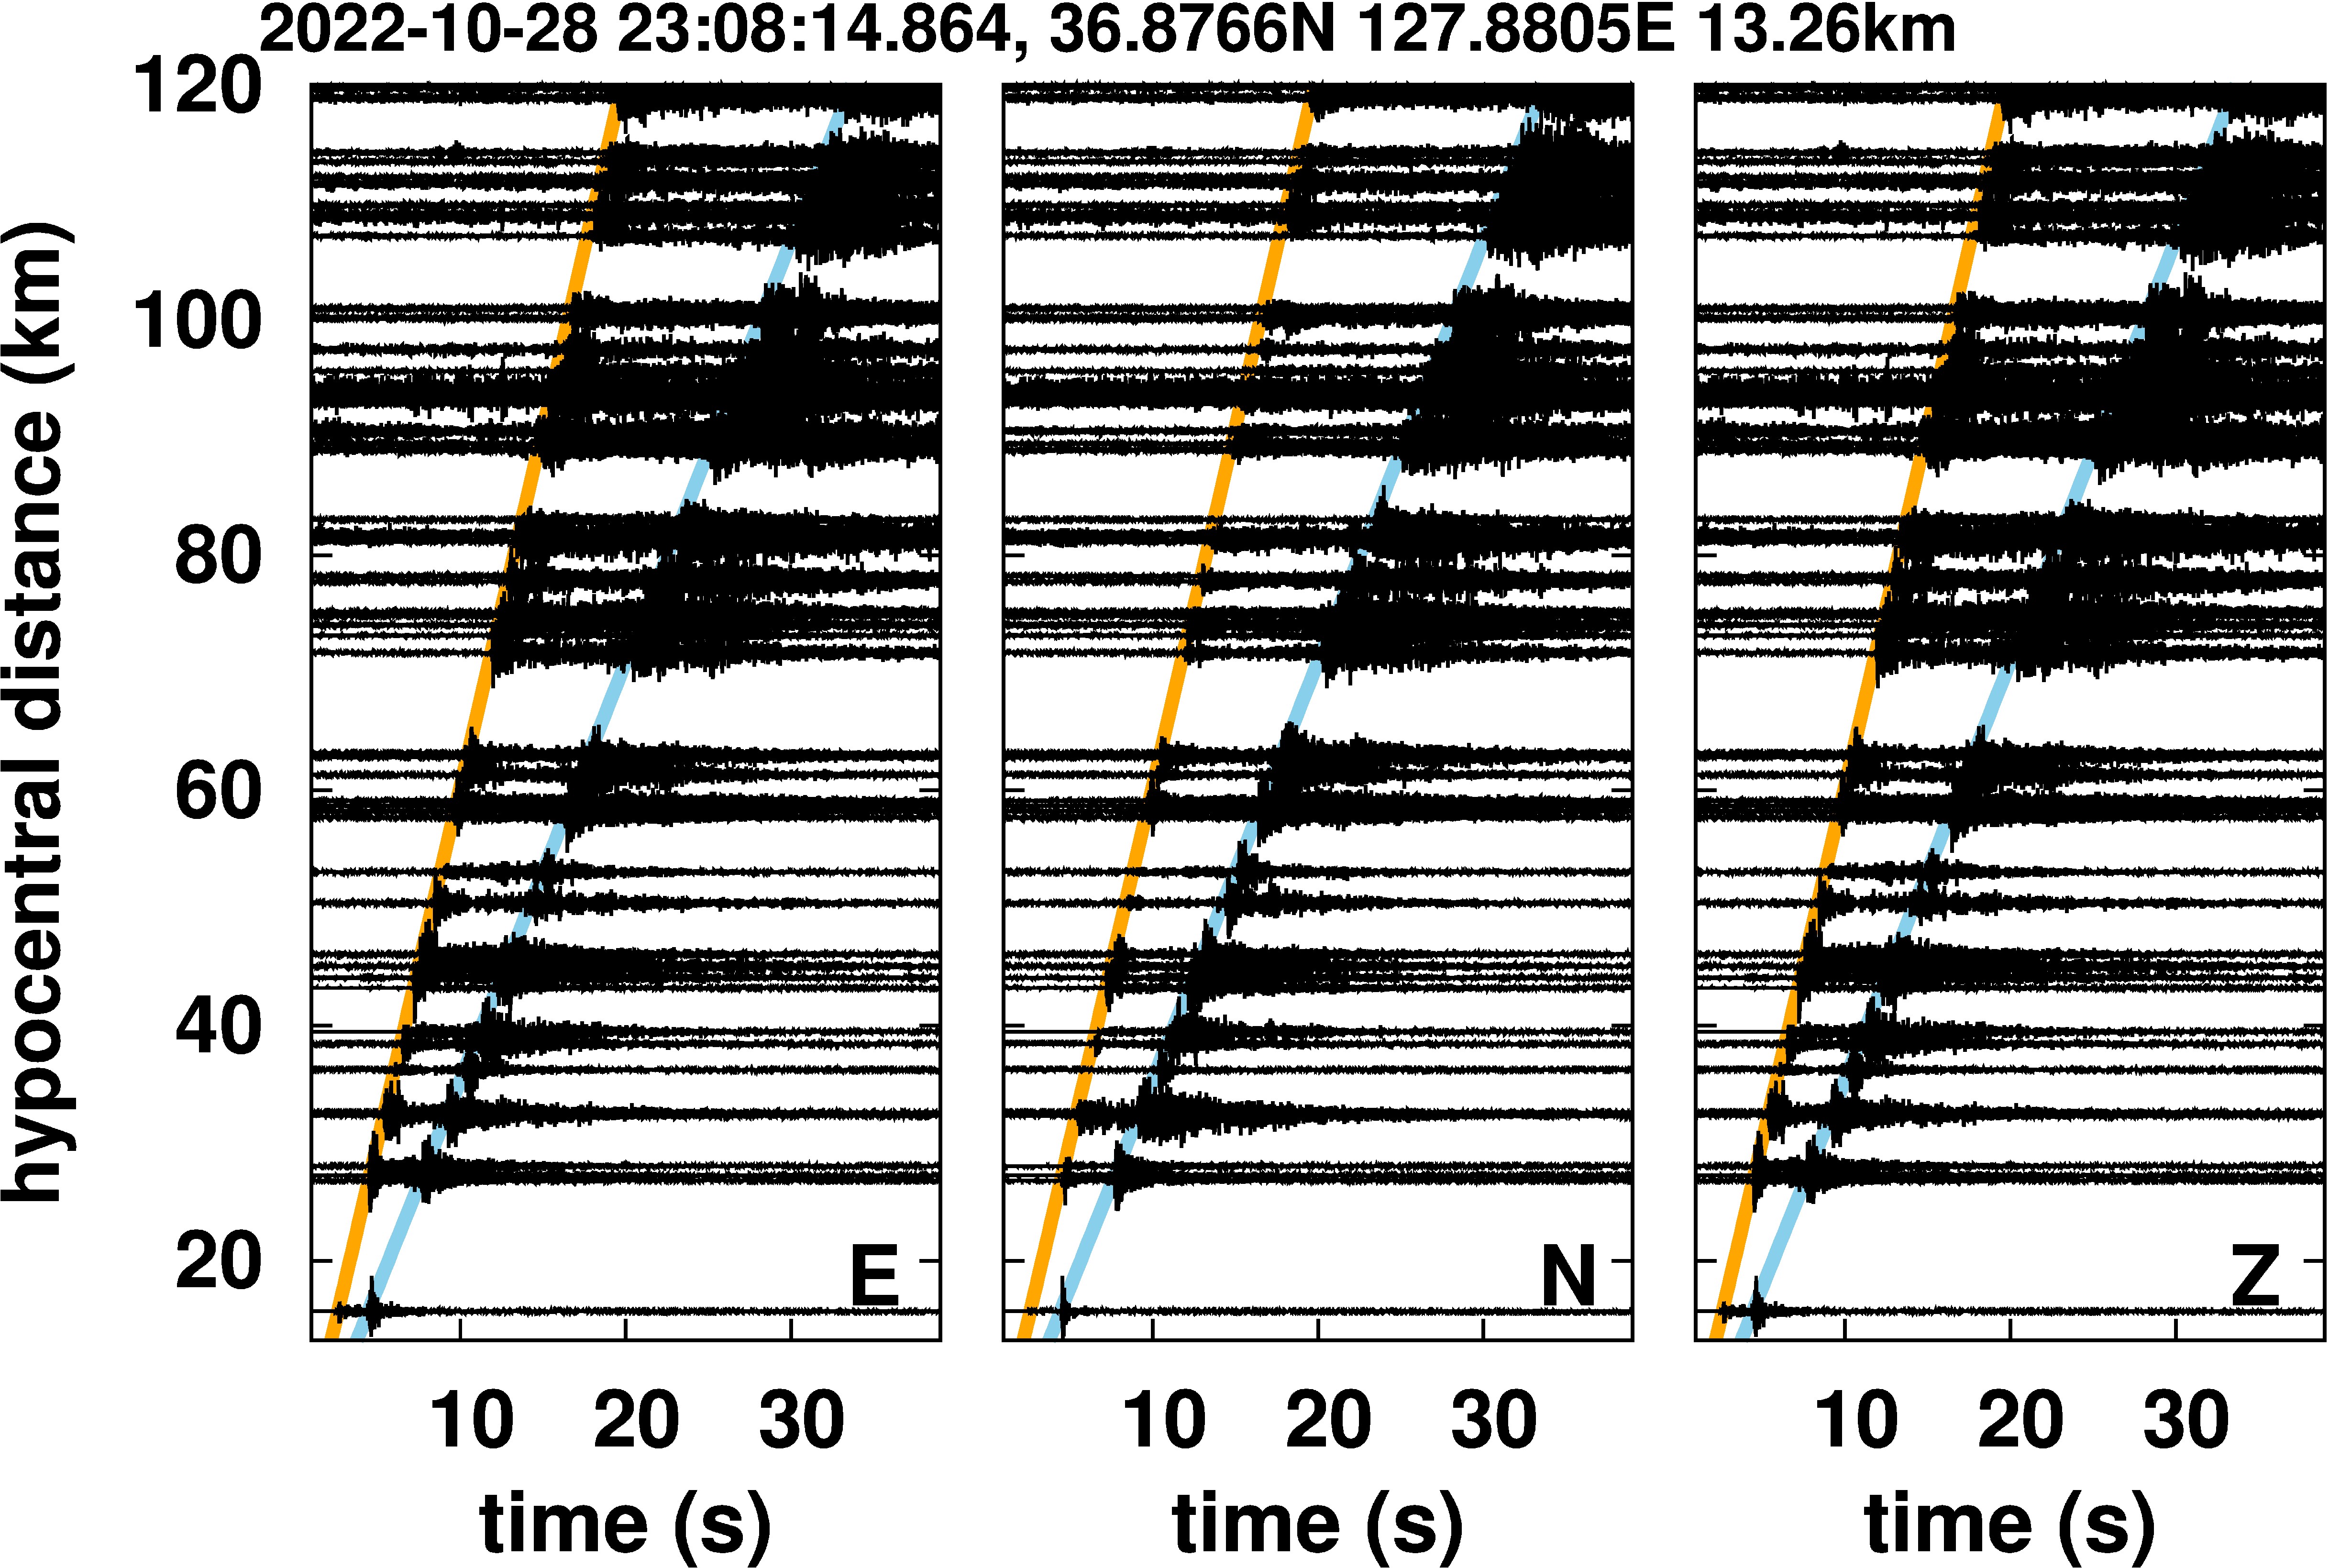 2022-10-28 23:08:14.864, 36.8766N 127.8805E 13.26km
hypocentral distance (km)
120
100
80
60
40
20
E
N
Z
10 20 30
10 20 30
10 20 30
time (s)
time (s)
time (s)